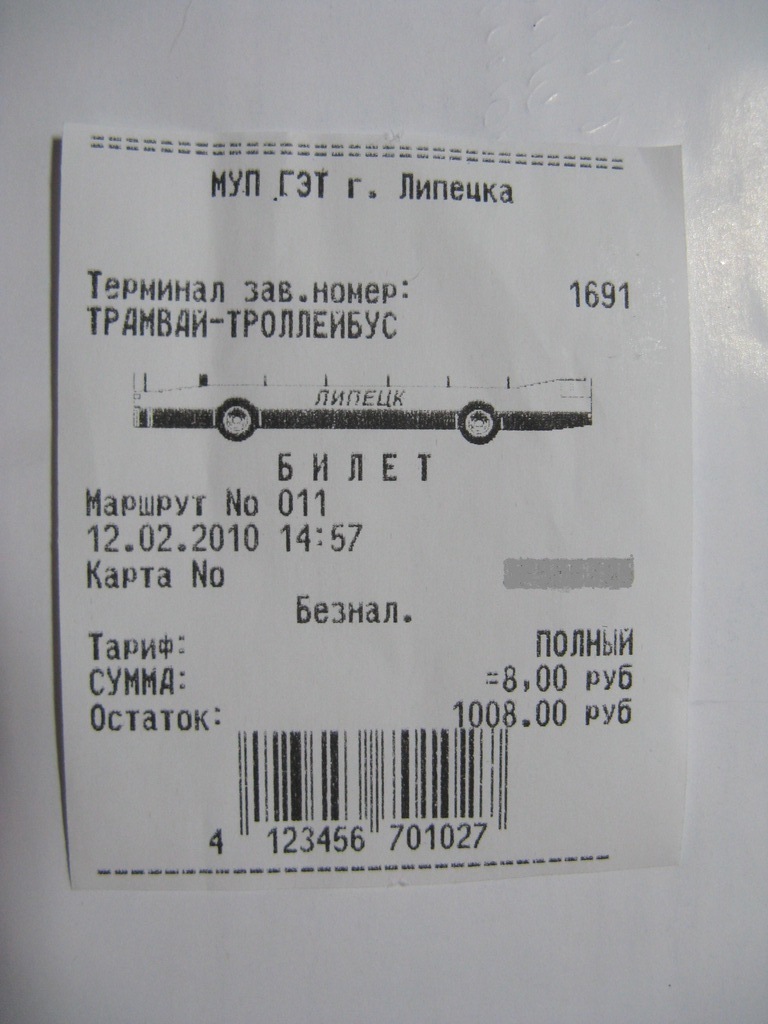 МУП ГЭТ г. Липецка
Терминал зав.номер: 1691
ТРАМВАЙ-ТРОЛЛЕЙБУС
ЛИПЕЦК
БИЛЕТ
Маршрут No 011
12.02.2010 14:57
Карта No
Безнал.
Тариф: ПОЛНЫЙ
СУММА: =8,00 руб
Остаток: 1008.00 руб
4 123456 701027